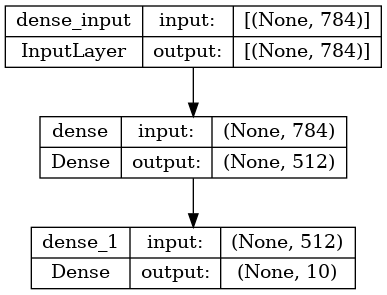 dense_input input: [(None, 784)]
InputLayer output: [(None, 784)]
dense input: (None, 784)
Dense output: (None, 512)
dense_1 input: (None, 512)
Dense output: (None, 10)